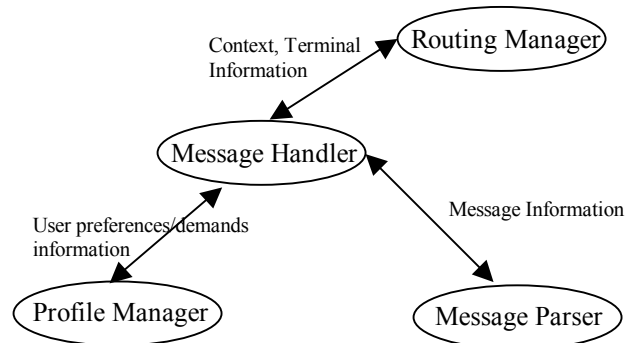 Context, Terminal
Information
Routing Manager
Message Handler
User preferences/demands
information
Message Information
Profile Manager
Message Parser